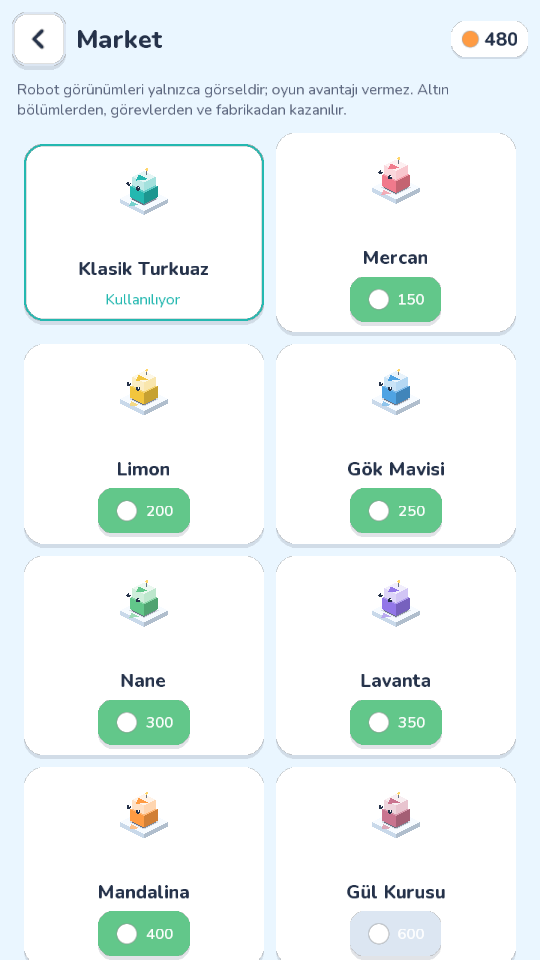 Market
480
Robot görünümleri yalnızca görseldir; oyun avantajı vermez. Altın
bölümlerden, görevlerden ve fabrikadan kazanılır.
Klasik Turkuaz
Kullanılıyor
Mercan
150
Limon
200
Gök Mavisi
250
Nane
300
Lavanta
350
Mandalina
400
Gül Kurusu
600